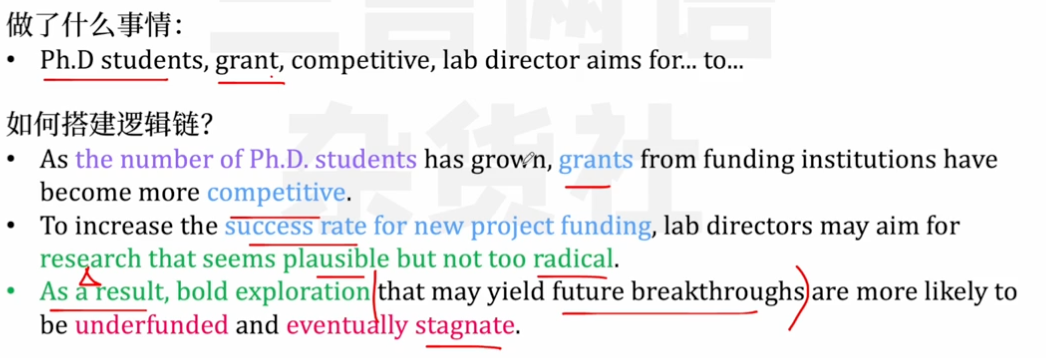 做了什么事情：
• Ph.D students, grant, competitive, lab director aims for... to...
如何搭建逻辑链？
• As the number of Ph.D. students has grown, grants from funding institutions have
become more competitive.
• To increase the success rate for new project funding, lab directors may aim for
research that seems plausible but not too radical.
• As a result, bold exploration that may yield future breakthroughs are more likely to
be underfunded and eventually stagnate.
杂货社